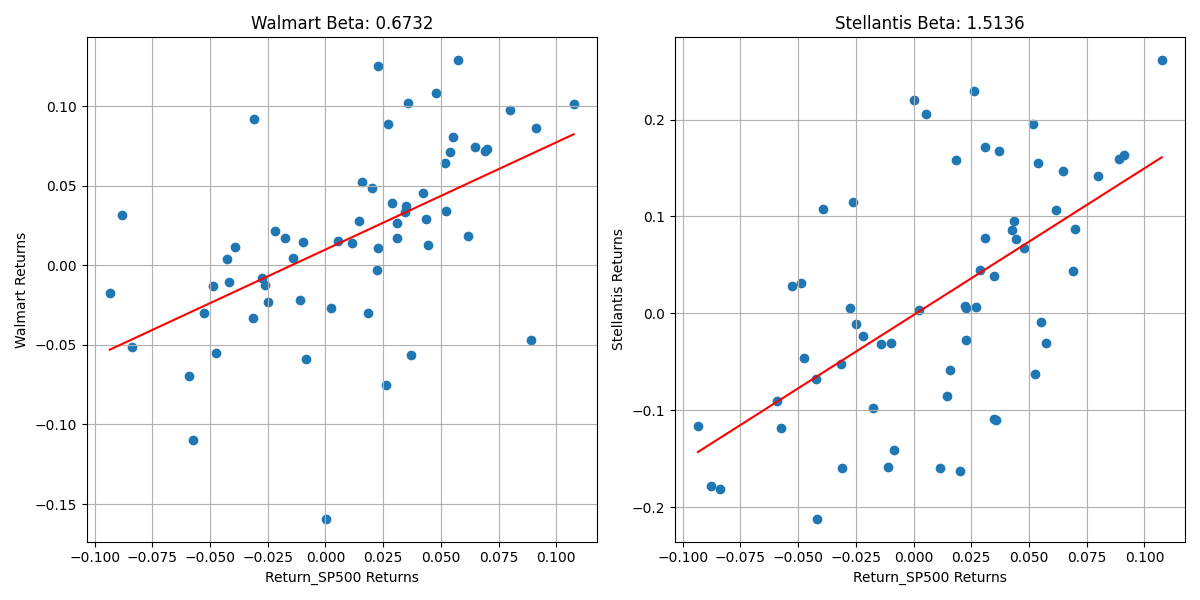 Walmart Beta: 0.6732
0.10
0.05
0.00
−0.05
−0.10
−0.15
Walmart Returns
−0.100 −0.075 −0.050 −0.025 0.000 0.025 0.050 0.075 0.100
Return_SP500 Returns
Stellantis Beta: 1.5136
0.2
0.1
0.0
−0.1
−0.2
Stellantis Returns
−0.100 −0.075 −0.050 −0.025 0.000 0.025 0.050 0.075 0.100
Return_SP500 Returns